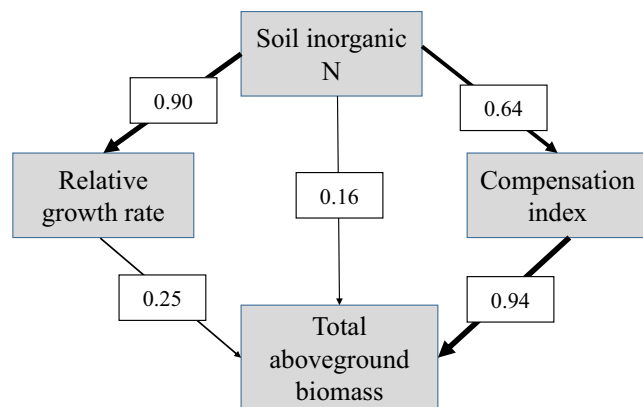 Soil inorganic
N
0.90
0.64
Relative
growth rate
Compensation
index
0.16
0.25
0.94
Total
aboveground
biomass